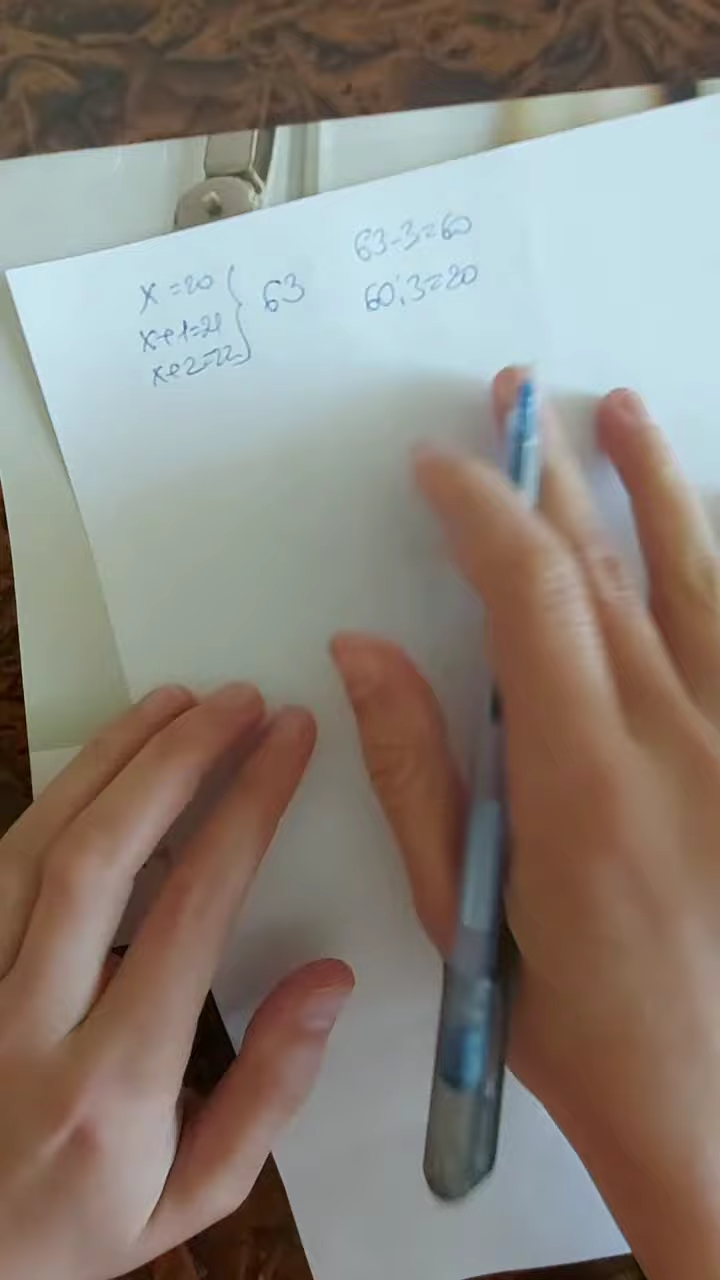 x = 20
x+1=21
x+2=22
63
63-3=60
60:3=20